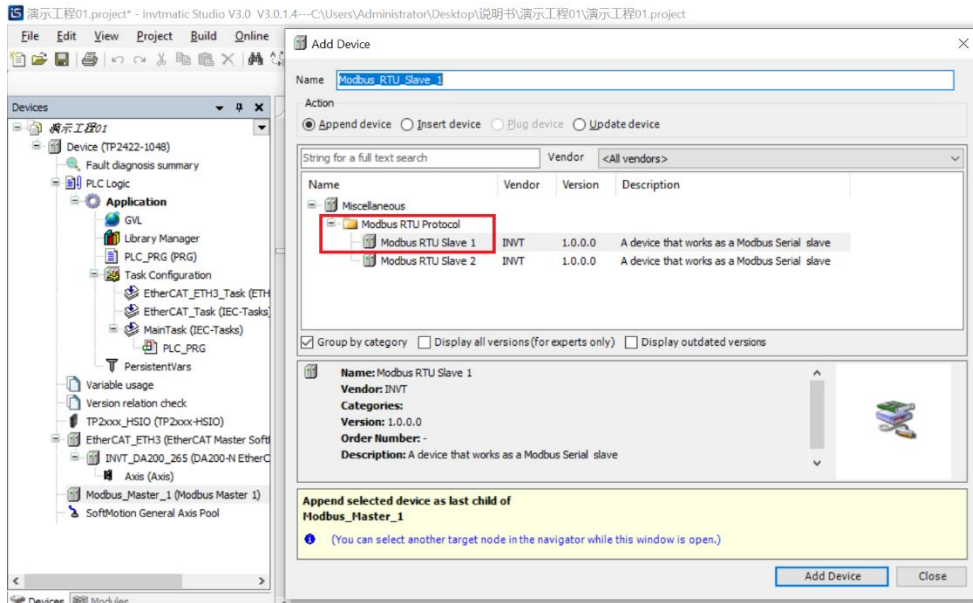 演示工程01.project* - Invtmatic Studio V3.0 V3.0.1.4---C:\Users\Administrator\Desktop\说明书\演示工程01\演示工程01.project
File Edit View Project Build Online
Devices
演示工程01
Device (TP2422-1048)
Fault diagnosis summary
PLC Logic
Application
GVL
Library Manager
PLC_PRG (PRG)
Task Configuration
EtherCAT_ETH3_Task (ETH
EtherCAT_Task (IEC-Tasks)
MainTask (IEC-Tasks)
PLC_PRG
PersistentVars
Variable usage
Version relation check
TP2xxx_HSIO (TP2xxx-HSIO)
EtherCAT_ETH3 (EtherCAT Master Soft
INVT_DA200_265 (DA200-N EtherC
Axis (Axis)
Modbus_Master_1 (Modbus Master 1)
SoftMotion General Axis Pool
Devices Modules
Add Device
Name Modbus_RTU_Slave_1
Action
Append device Insert device Plug device Update device
String for a full text search Vendor <All vendors>
Name Vendor Version Description
Miscellaneous
Modbus RTU Protocol
Modbus RTU Slave 1 INVT 1.0.0.0 A device that works as a Modbus Serial slave
Modbus RTU Slave 2 INVT 1.0.0.0 A device that works as a Modbus Serial slave
Group by category Display all versions (for experts only) Display outdated versions
Name: Modbus RTU Slave 1
Vendor: INVT
Categories:
Version: 1.0.0.0
Order Number: -
Description: A device that works as a Modbus Serial slave
Append selected device as last child of
Modbus_Master_1
(You can select another target node in the navigator while this window is open.)
Add Device Close